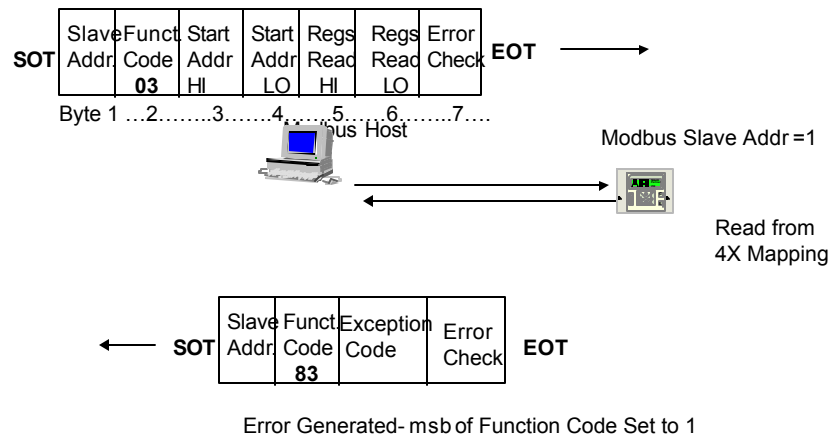 SOT
Slave Addr.
Funct. Code 03
Start Addr HI
Start Addr LO
Regs Read HI
Regs Read LO
Error Check
EOT
Byte 1 …2……..3…….4…….5…….6……..7….
Modbus Host
Modbus Slave Addr =1
Read from
4X Mapping
SOT
Slave Addr.
Funct. Code 83
Exception Code
Error Check
EOT
Error Generated- msb of Function Code Set to 1